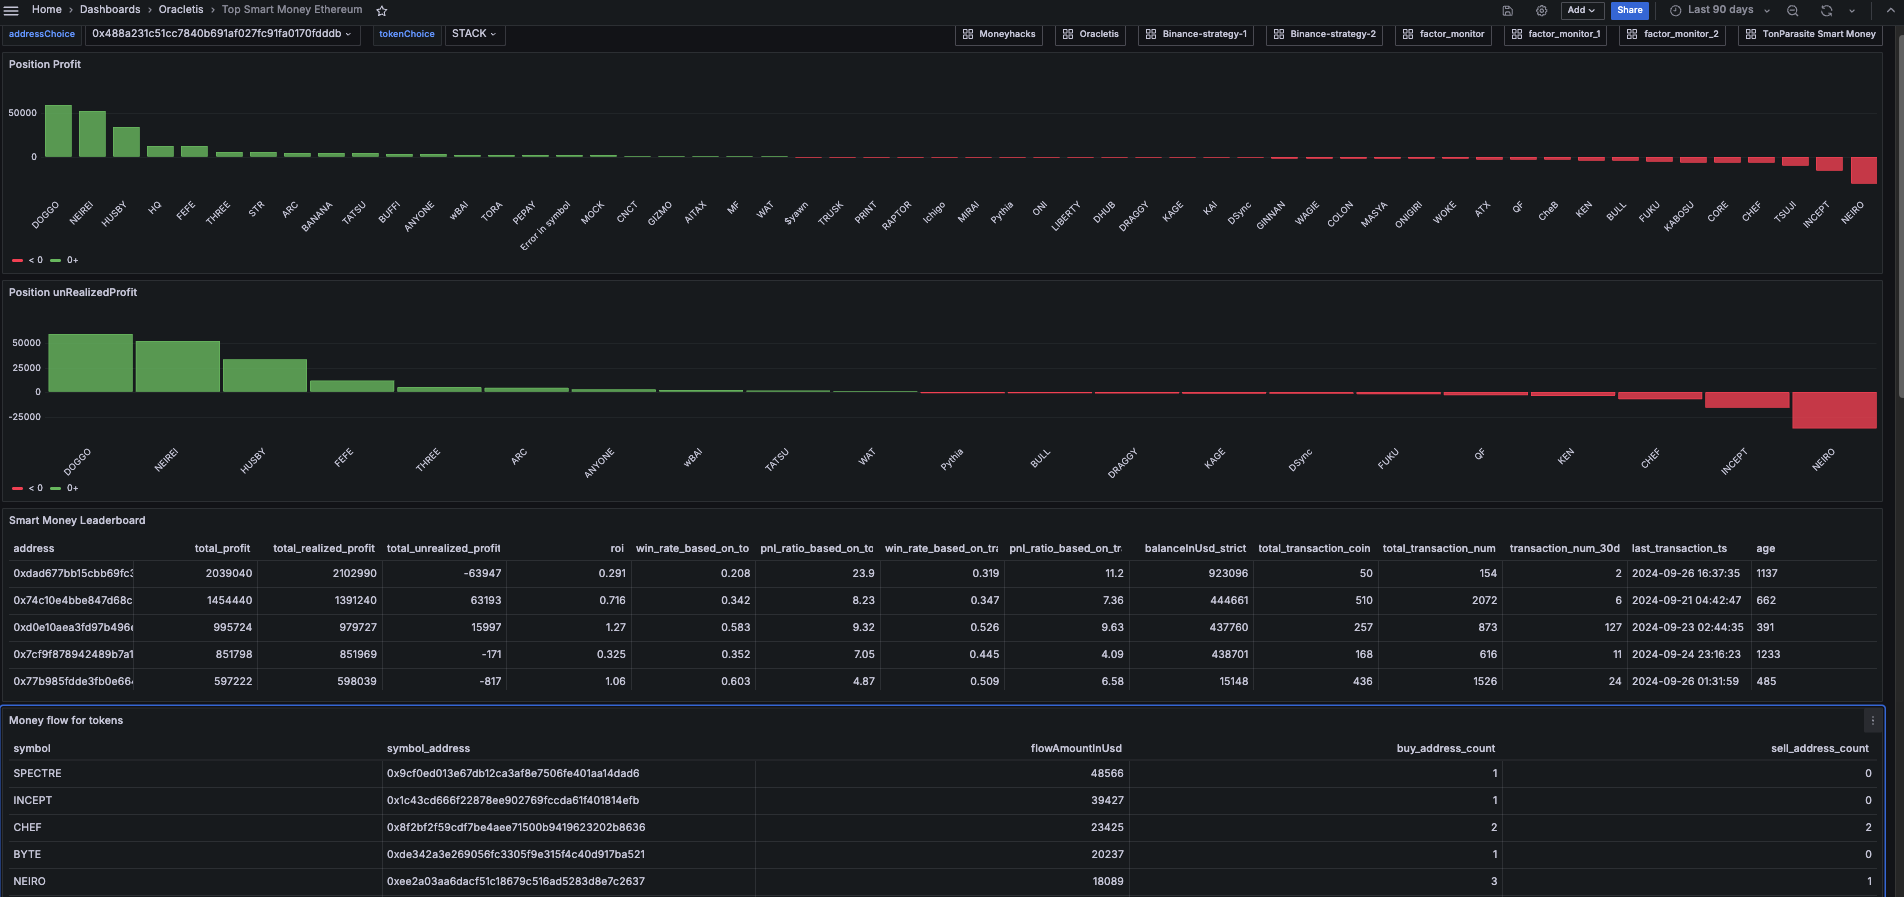 Home › Dashboards › Oracletis › Top Smart Money Ethereum
Add
Share
Last 90 days
addressChoice 0x488a231c51cc7840b691af027fc91fa0170fdddb tokenChoice STACK
Moneyhacks Oracletis Binance-strategy-1 Binance-strategy-2 factor_monitor factor_monitor_1 factor_monitor_2 TonParasite Smart Money
Position Profit
50000
0
DOGGO NEIREI HUSBY HQ FEFE THREE STR ARC BANANA TATSU BUFFI ANYONE wBAI TORA PEPAY Error in symbol MOCK CNCT GIZMO AITAX MF WAT $yawn TRUSK PRINT RAPTOR Ichigo MIRAI Pythia ONI LIBERTY DHUB DRAGGY KAGE KAI DSync GINNAN WAGIE COLON MASYA ONIGIRI WOKE ATX QF CheB KEN BULL FUKU KABOSU CORE CHEF TSUJI INCEPT NEIRO
< 0 0+
Position unRealizedProfit
50000
25000
0
-25000
DOGGO NEIREI HUSBY FEFE THREE ARC ANYONE wBAI TATSU WAT Pythia BULL DRAGGY KAGE DSync FUKU QF KEN CHEF INCEPT NEIRO
< 0 0+
Smart Money Leaderboard
address total_profit total_realized_profit total_unrealized_profit roi win_rate_based_on_to pnl_ratio_based_on_to win_rate_based_on_tra pnl_ratio_based_on_tr balanceInUsd_strict total_transaction_coin total_transaction_num transaction_num_30d last_transaction_ts age
0xdad677bb15cbb69fc3 2039040 2102990 -63947 0.291 0.208 23.9 0.319 11.2 923096 50 154 2 2024-09-26 16:37:35 1137
0x74c10e4bbe847d68c 1454440 1391240 63193 0.716 0.342 8.23 0.347 7.36 444661 510 2072 6 2024-09-21 04:42:47 662
0xd0e10aea3fd97b496e 995724 979727 15997 1.27 0.583 9.32 0.526 9.63 437760 257 873 127 2024-09-23 02:44:35 391
0x7cf9f878942489b7a1 851798 851969 -171 0.325 0.352 7.05 0.445 4.09 438701 168 616 11 2024-09-24 23:16:23 1233
0x77b985fdde3fb0e66 597222 598039 -817 1.06 0.603 4.87 0.509 6.58 15148 436 1526 24 2024-09-26 01:31:59 485
Money flow for tokens
symbol symbol_address flowAmountInUsd buy_address_count sell_address_count
SPECTRE 0x9cf0ed013e67db12ca3af8e7506fe401aa14dad6 48566 1 0
INCEPT 0x1c43cd666f22878ee902769fccda61f401814efb 39427 1 0
CHEF 0x8f2bf2f59cdf7be4aee71500b9419623202b8636 23425 2 2
BYTE 0xde342a3e269056fc3305f9e315f4c40d917ba521 20237 1 0
NEIRO 0xee2a03aa6dacf51c18679c516ad5283d8e7c2637 18089 3 1